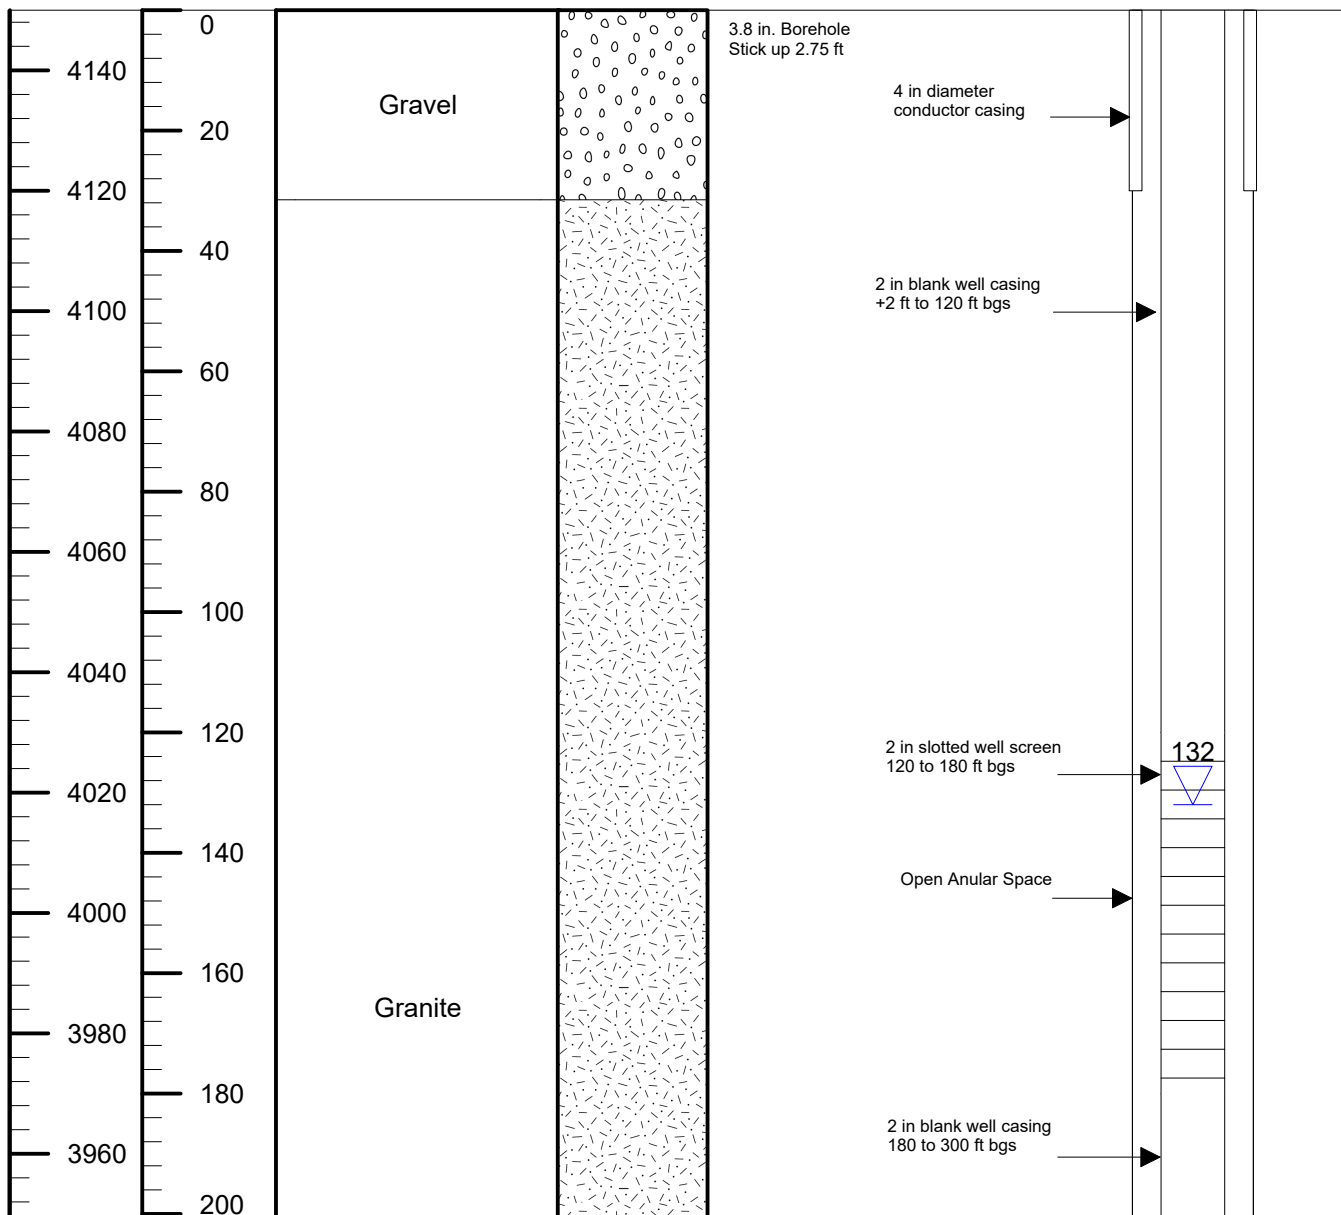 0
3.8 in. Borehole
Stick up 2.75 ft
4140
4 in diameter
conductor casing
Gravel
20
4120
40
2 in blank well casing
+2 ft to 120 ft bgs
4100
60
4080
80
4060
100
4040
120
2 in slotted well screen
120 to 180 ft bgs
132
4020
140
Open Anular Space
4000
160
Granite
3980
180
2 in blank well casing
180 to 300 ft bgs
3960
200